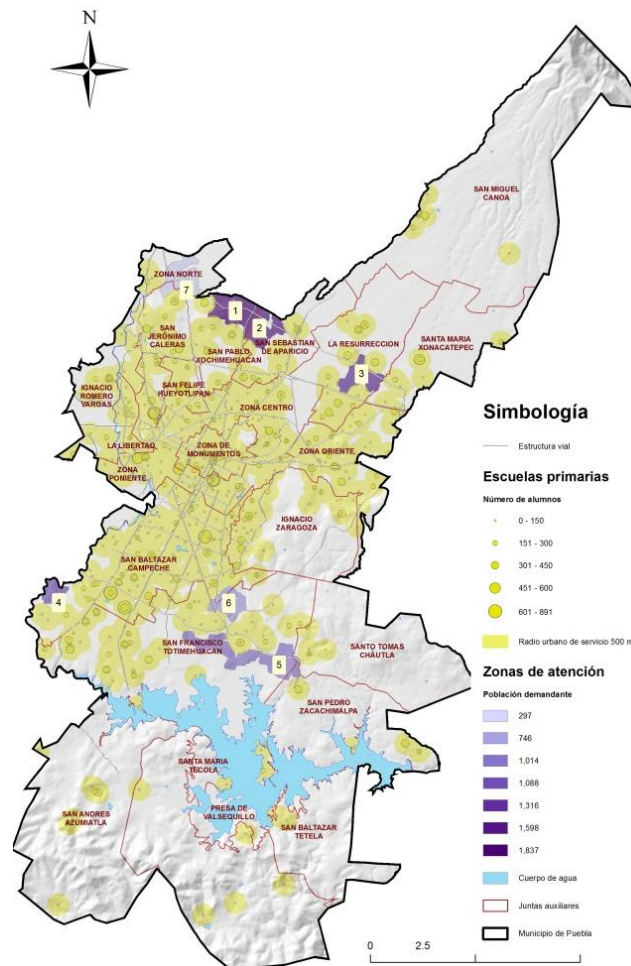 N
SAN MIGUEL
CANOA
ZONA NORTE
7
1
2
SAN JERÓNIMO
CALERAS
SAN PABLO
XOCHIMEHUACAN
SAN SEBASTIAN
DE APARICIO
LA RESURRECCION
SANTA MARIA
XONACATEPEC
3
IGNACIO
ROMERO
VARGAS
SAN FELIPE
HUEYOTLIPAN
ZONA CENTRO
LA LIBERTAD
ZONA DE
MONUMENTOS
ZONA ORIENTE
ZONA
PONIENTE
IGNACIO
ZARAGOZA
SAN BALTAZAR
CAMPECHE
4
6
SAN FRANCISCO
TOTIMEHUACAN
5
SANTO TOMAS
CHAUTLA
SAN PEDRO
ZACACHIMALPA
SANTA MARIA
TECOLA
PRESA DE
VALSEQUILLO
SAN ANDRES
AZUMIATLA
SAN BALTAZAR
TETELA
Simbología
Estructura vial
Escuelas primarias
Número de alumnos
0 - 150
151 - 300
301 - 450
451 - 600
601 - 891
Radio urbano de servicio 500 m
Zonas de atención
Población demandante
297
746
1,014
1,088
1,316
1,598
1,837
Cuerpo de agua
Juntas auxiliares
Municipio de Puebla
0 2.5